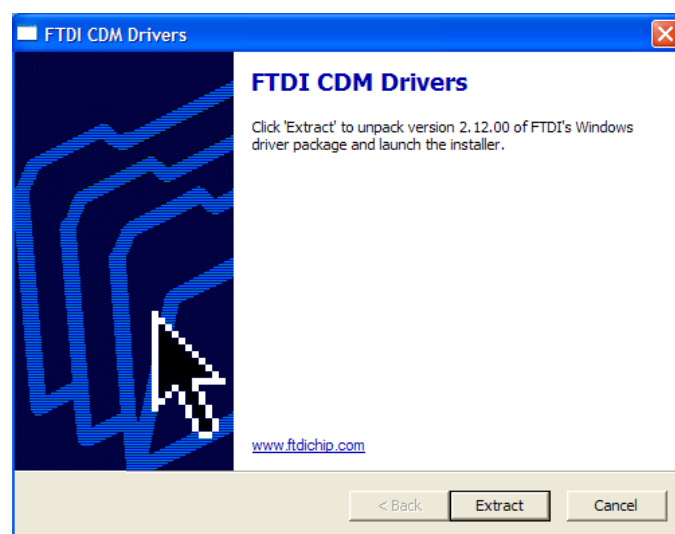 FTDI CDM Drivers
FTDI CDM Drivers
Click 'Extract' to unpack version 2.12.00 of FTDI's Windows
driver package and launch the installer.
www.ftdichip.com
< Back Extract Cancel